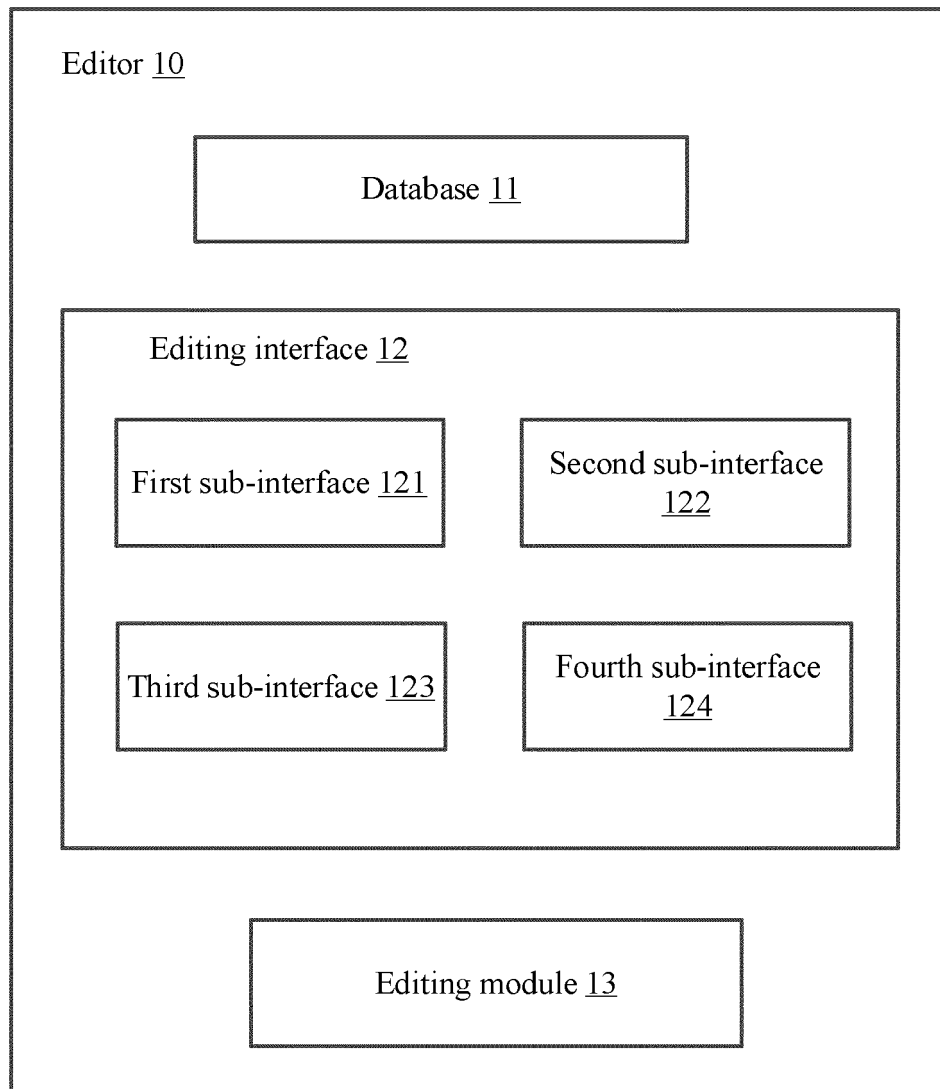 Editor 10
Database 11
Editing interface 12
First sub-interface 121
Second sub-interface
122
Third sub-interface 123
Fourth sub-interface
124
Editing module 13